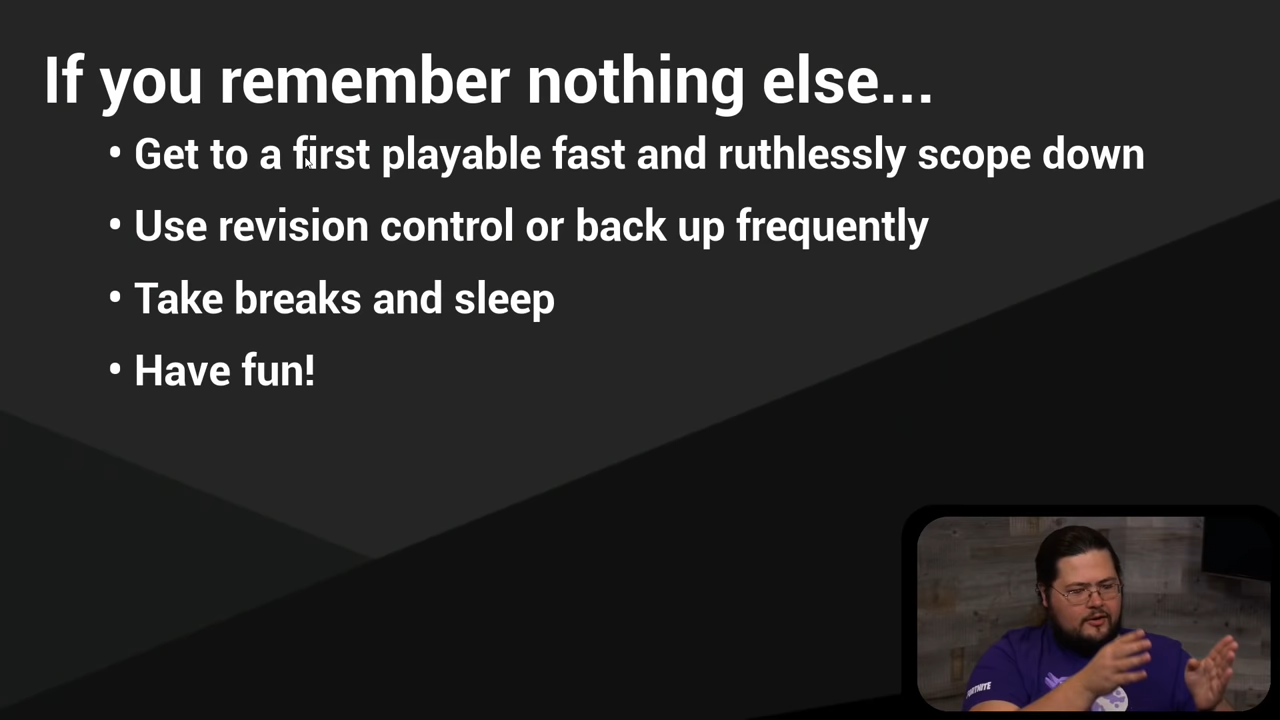 If you remember nothing else...
• Get to a first playable fast and ruthlessly scope down
• Use revision control or back up frequently
• Take breaks and sleep
• Have fun!